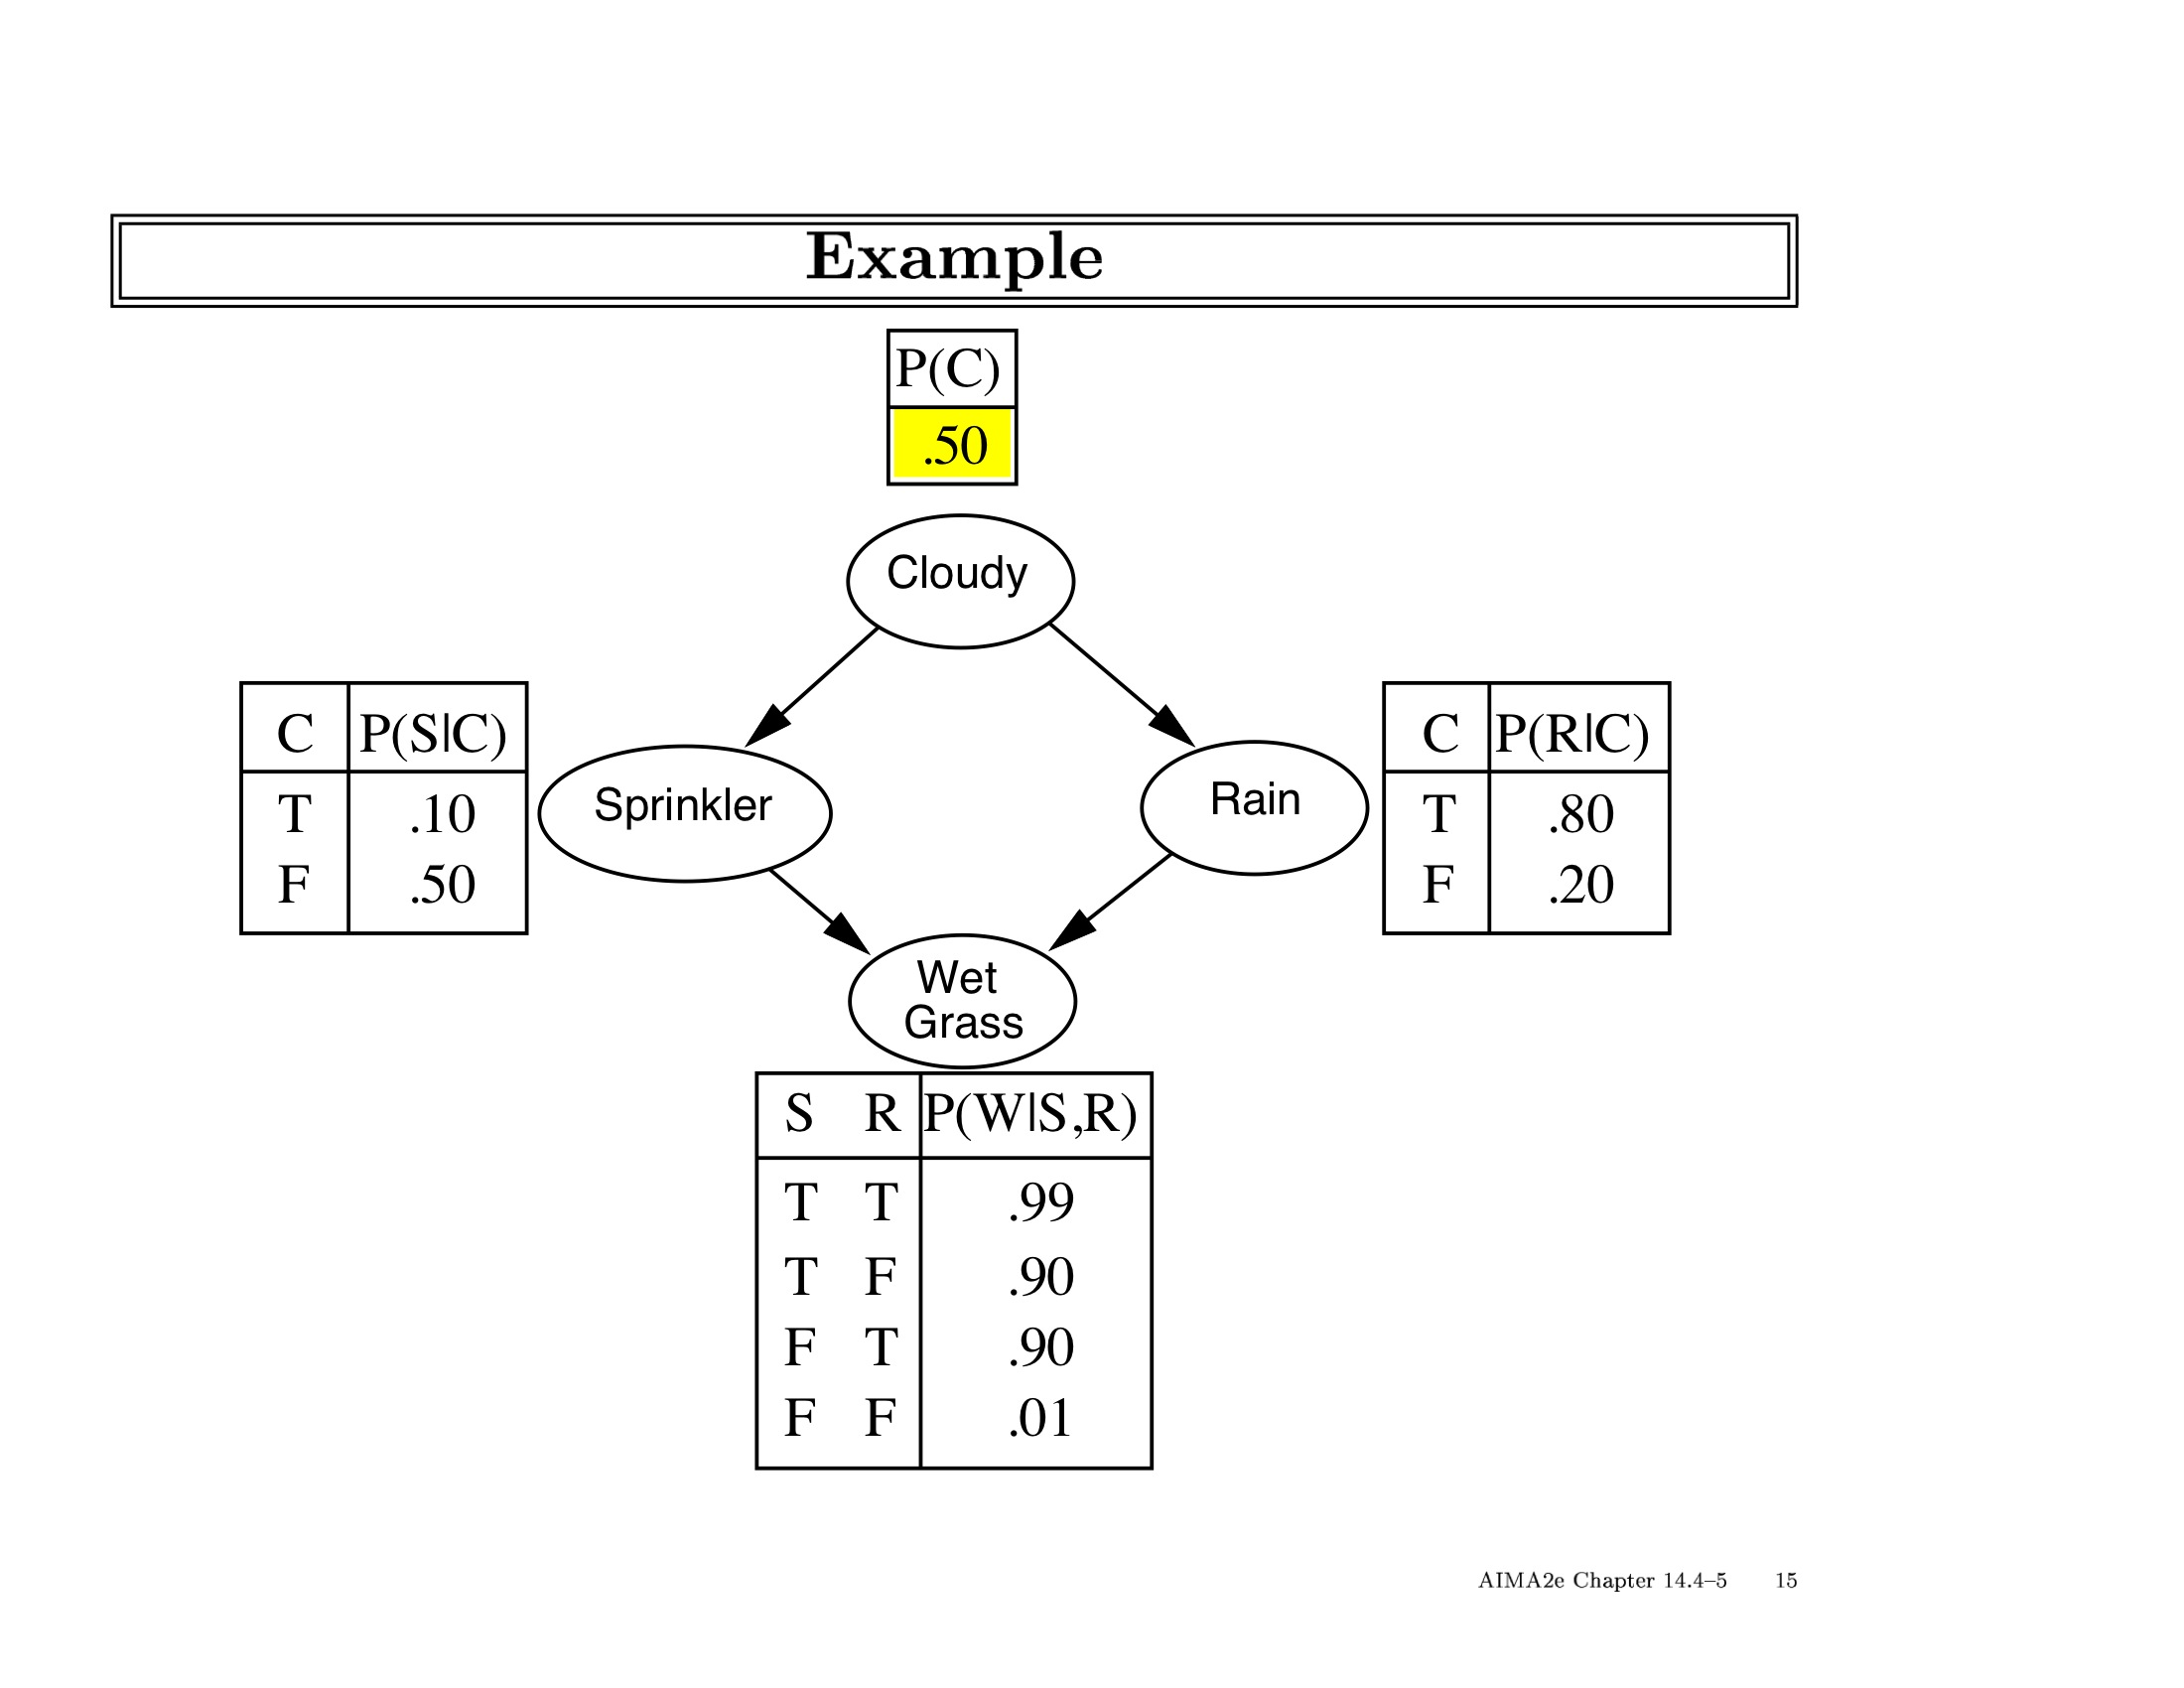 Example
P(C)
.50
Cloudy
C P(S|C)
T .10
F .50
Sprinkler
Rain
C P(R|C)
T .80
F .20
Wet
Grass
S R P(W|S,R)
T T .99
T F .90
F T .90
F F .01
AIMA2e Chapter 14.4–5 15